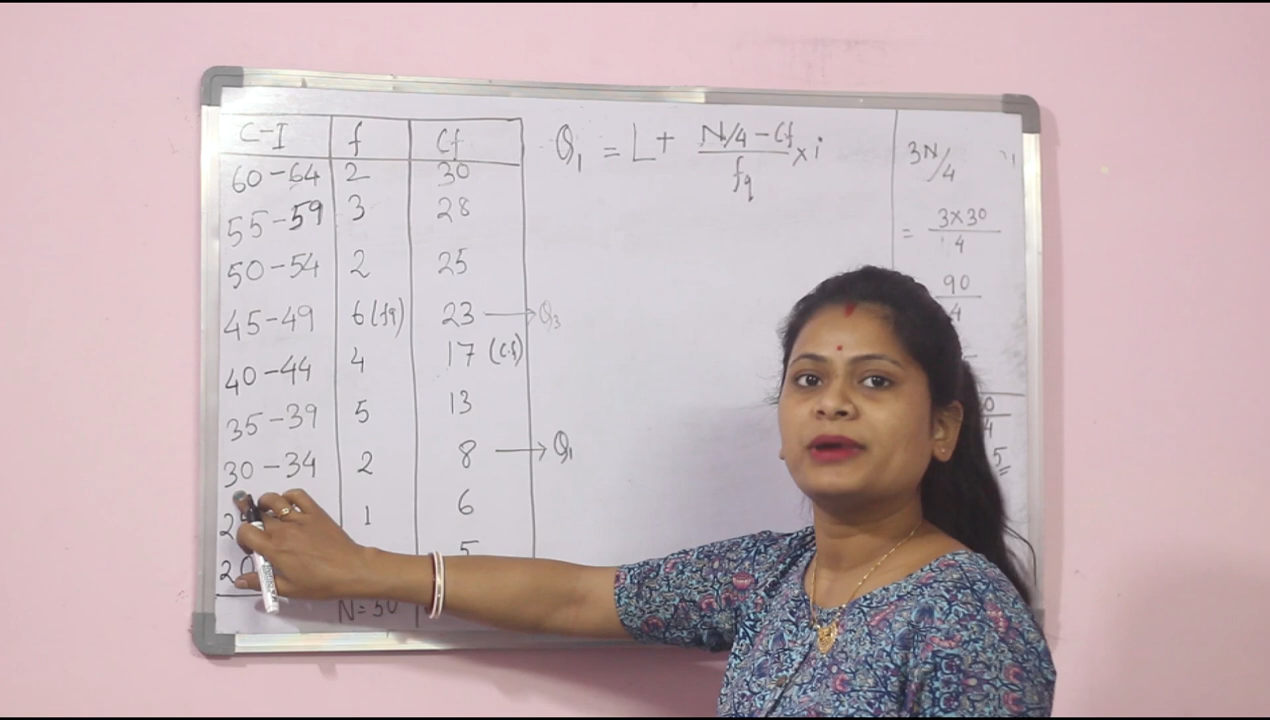 C-I f Cf
60-64 2 30
55-59 3 28
50-54 2 25
45-49 6(fq) 23 → Q₃
40-44 4 17 (c.f)
35-39 5 13
30-34 2 8 → Q₁
2 1 6
20 5
N=30
Q₁ = L+ N/4-Cf/fq ×i
3N/4
= 3×30/4
90/4